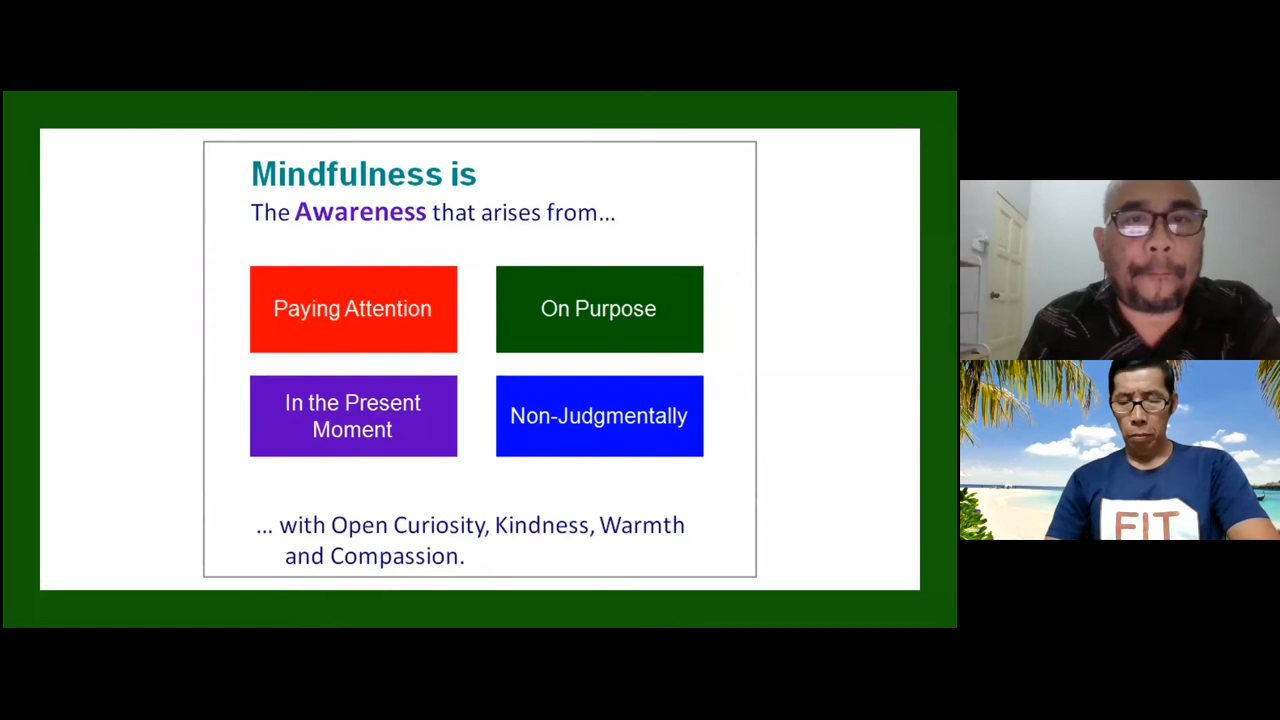 Mindfulness is
The Awareness that arises from...
Paying Attention
On Purpose
In the Present
Moment
Non-Judgmentally
... with Open Curiosity, Kindness, Warmth
and Compassion.
FIT